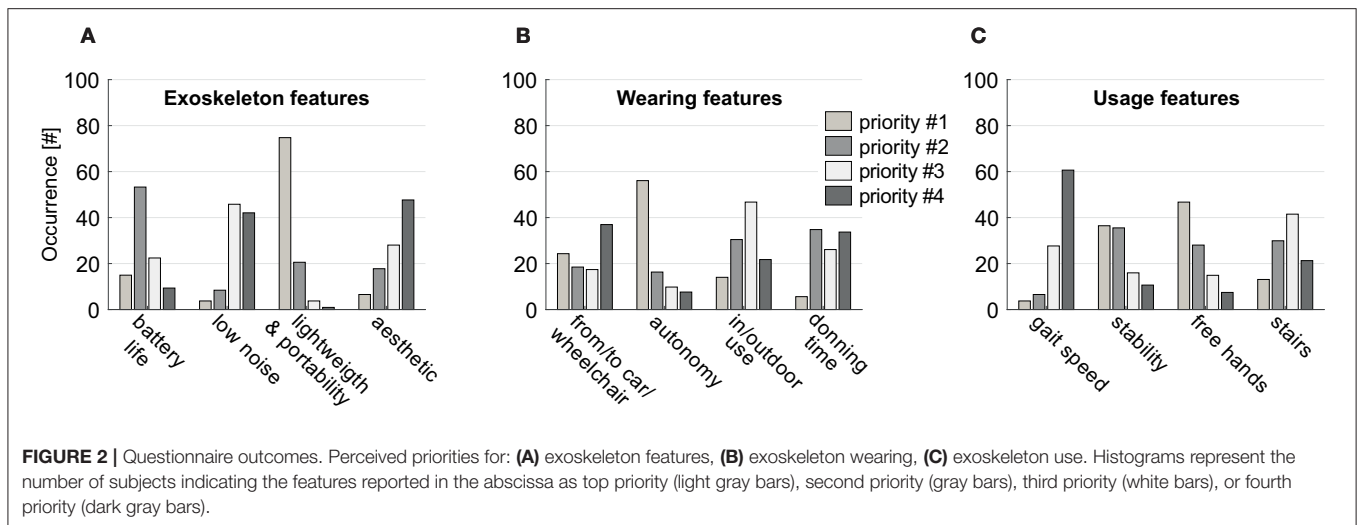 A
B
C
Exoskeleton features
Wearing features
Usage features
Occurrence [#]
100
80
60
40
20
0
battery
life
low noise
lightweigth
& portability
aesthetic
100
80
60
40
20
0
from/to car/
wheelchair
autonomy
in/outdoor
use
donning
time
priority #1
priority #2
priority #3
priority #4
100
80
60
40
20
0
gait speed
stability
free hands
stairs
FIGURE 2 | Questionnaire outcomes. Perceived priorities for: (A) exoskeleton features, (B) exoskeleton wearing, (C) exoskeleton use. Histograms represent the
number of subjects indicating the features reported in the abscissa as top priority (light gray bars), second priority (gray bars), third priority (white bars), or fourth
priority (dark gray bars).